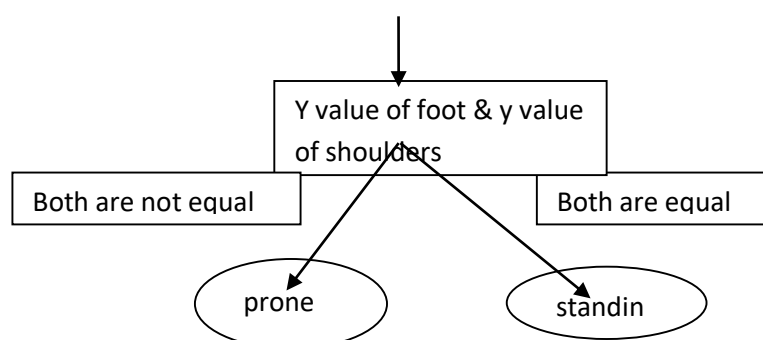 Y value of foot & y value
of shoulders
Both are not equal
Both are equal
prone
standin